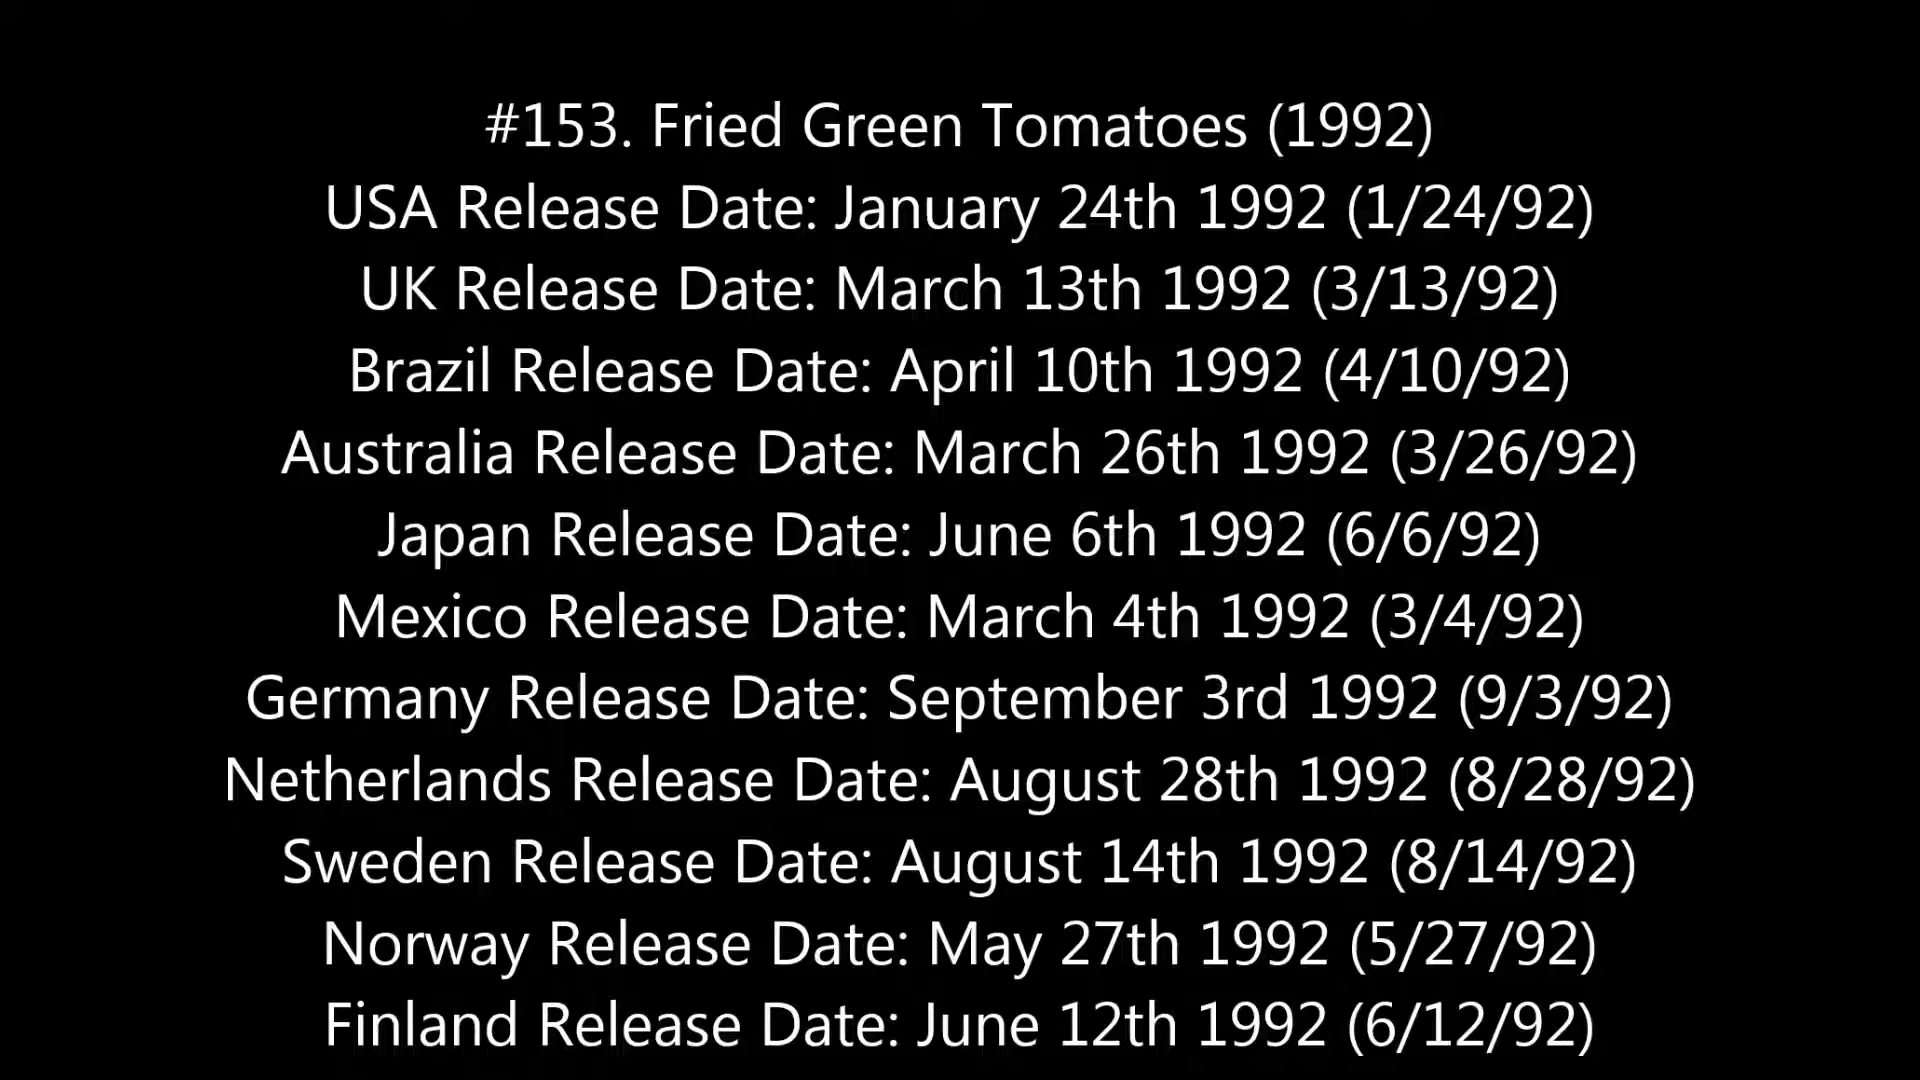 #153. Fried Green Tomatoes (1992)
USA Release Date: January 24th 1992 (1/24/92)
UK Release Date: March 13th 1992 (3/13/92)
Brazil Release Date: April 10th 1992 (4/10/92)
Australia Release Date: March 26th 1992 (3/26/92)
Japan Release Date: June 6th 1992 (6/6/92)
Mexico Release Date: March 4th 1992 (3/4/92)
Germany Release Date: September 3rd 1992 (9/3/92)
Netherlands Release Date: August 28th 1992 (8/28/92)
Sweden Release Date: August 14th 1992 (8/14/92)
Norway Release Date: May 27th 1992 (5/27/92)
Finland Release Date: June 12th 1992 (6/12/92)